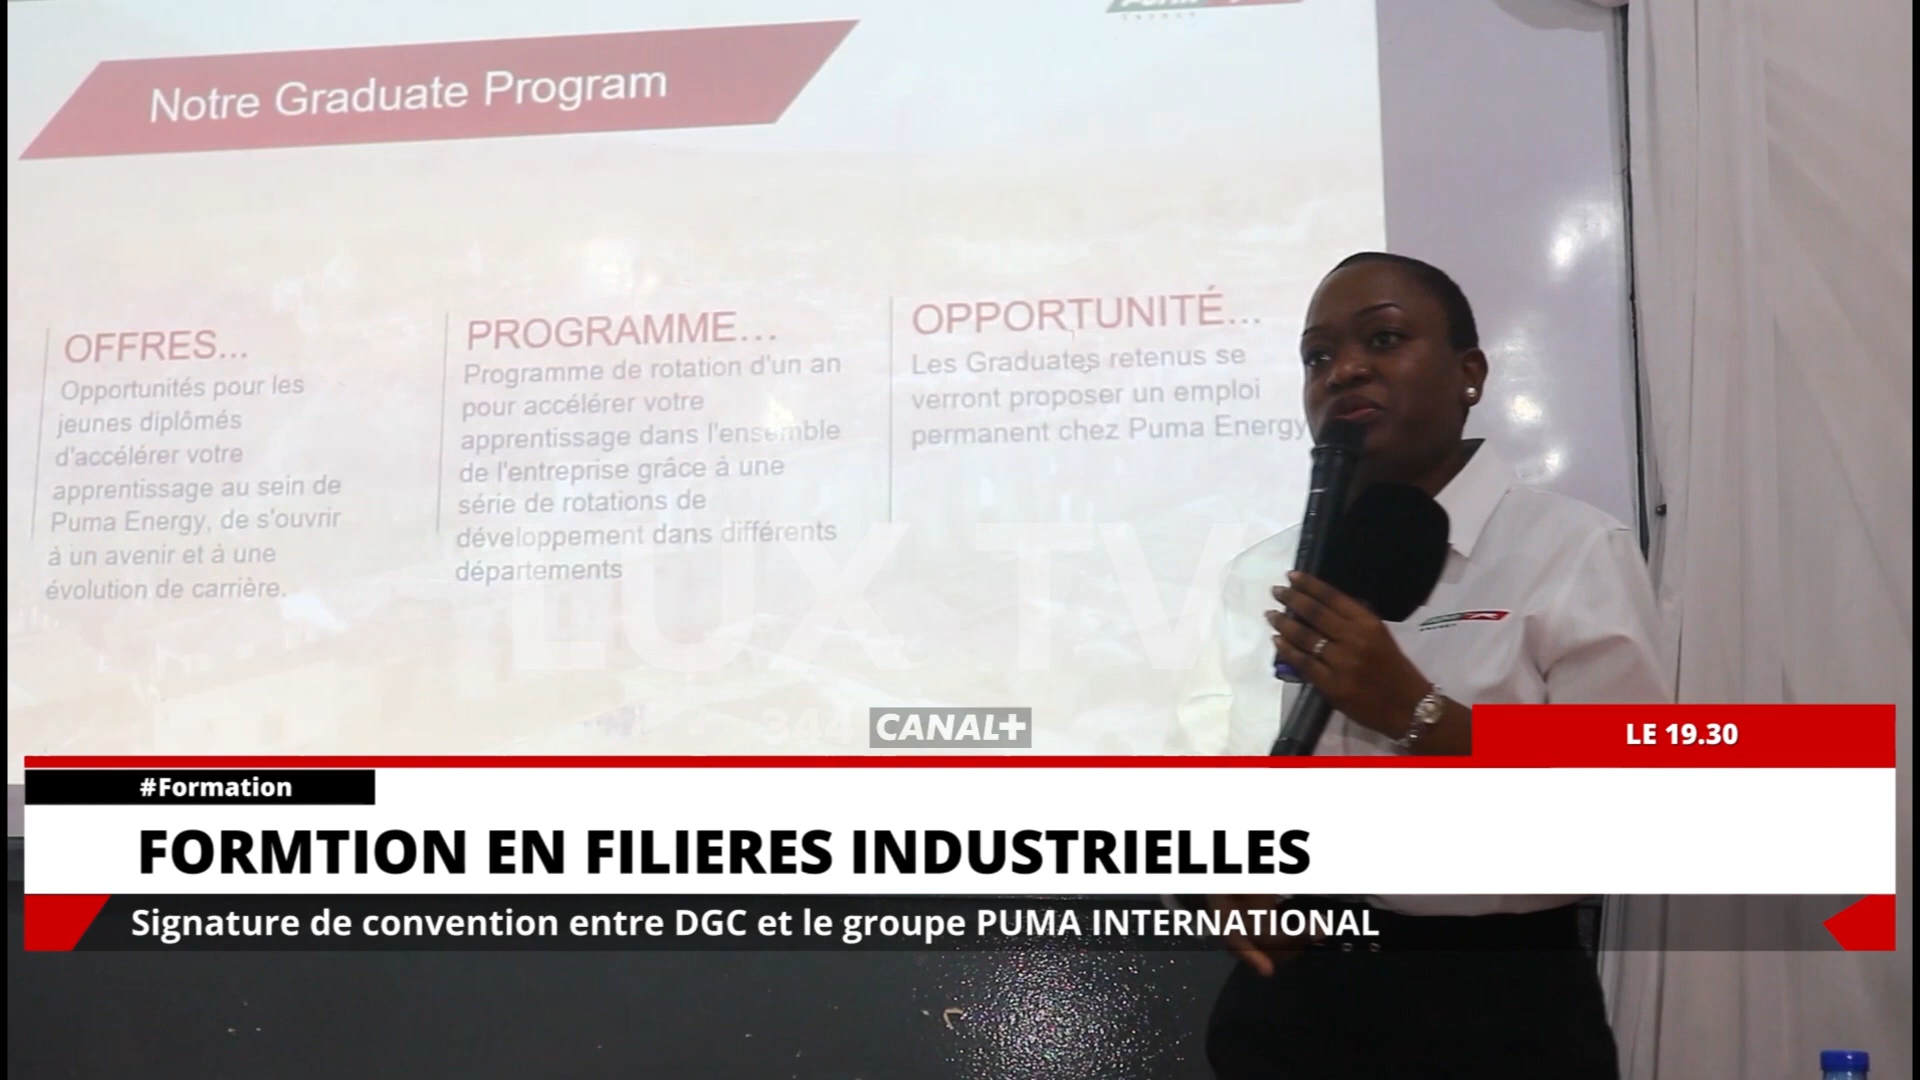 Notre Graduate Program
OFFRES...
Opportunités pour les
jeunes diplômés
d'accélérer votre
apprentissage au sein de
Puma Energy, de s'ouvrir
à un avenir et à une
évolution de carrière.
PROGRAMME...
Programme de rotation d'un an
pour accélérer votre
apprentissage dans l'ensemble
de l'entreprise grâce à une
série de rotations de
développement dans différents
départements
OPPORTUNITÉ...
Les Graduates retenus se
verront proposer un emploi
permanent chez Puma Energy
LUX TV
344 CANAL+
LE 19.30
#Formation
FORMTION EN FILIERES INDUSTRIELLES
Signature de convention entre DGC et le groupe PUMA INTERNATIONAL